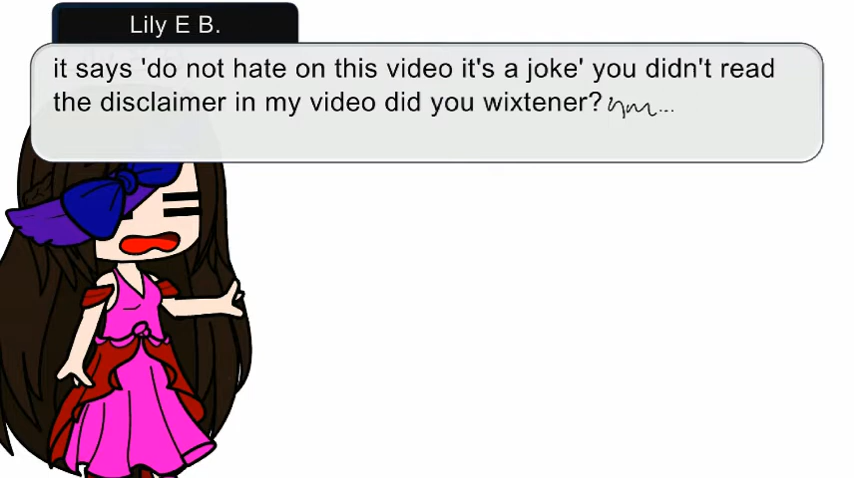 Lily E B.
it says 'do not hate on this video it's a joke' you didn't read
the disclaimer in my video did you wixtener?